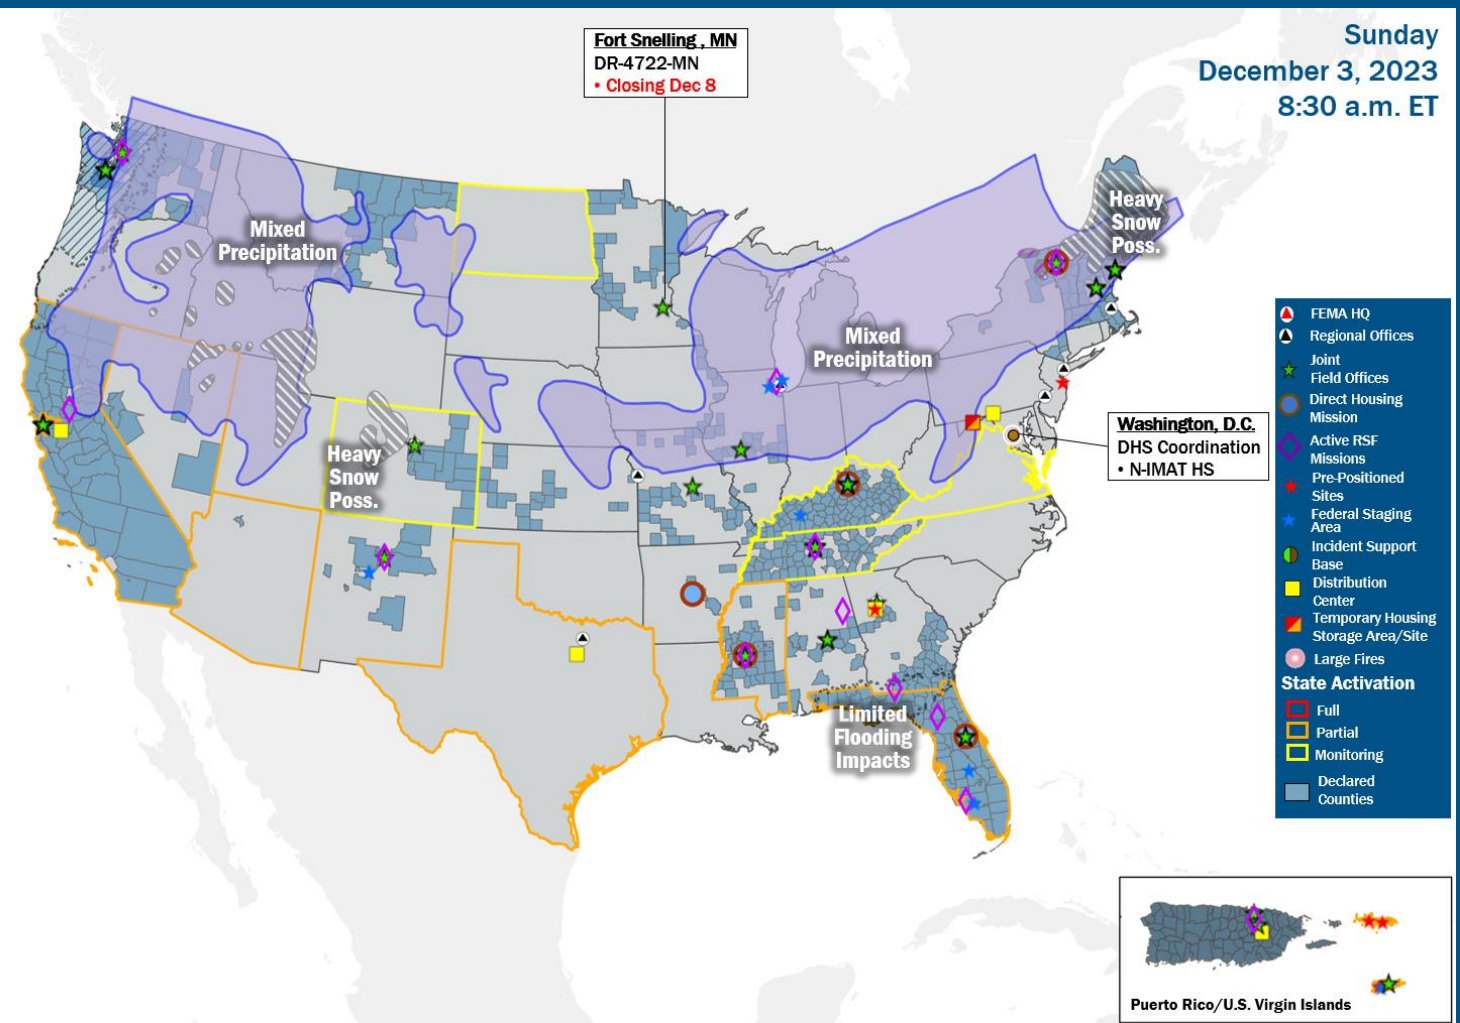 Sunday
December 3, 2023
8:30 a.m. ET
Fort Snelling , MN
DR-4722-MN
• Closing Dec 8
Heavy
Snow
Poss.
Mixed
Precipitation
Mixed
Precipitation
Heavy
Snow
Poss.
Washington, D.C.
DHS Coordination
• N-IMAT HS
Limited
Flooding
Impacts
FEMA HQ
Regional Offices
Joint
Field Offices
Direct Housing
Mission
Active RSF
Missions
Pre-Positioned
Sites
Federal Staging
Area
Incident Support
Base
Distribution
Center
Temporary Housing
Storage Area/Site
Large Fires
State Activation
Full
Partial
Monitoring
Declared
Counties
Puerto Rico/U.S. Virgin Islands